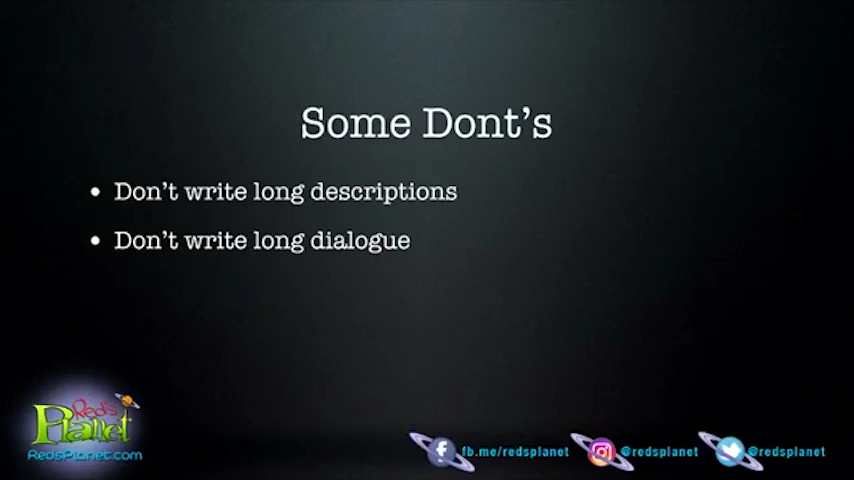 Some Dont's
• Don't write long descriptions
• Don't write long dialogue
Red's
Planet
RedsPlanet.com
fb.me/redsplanet
@redsplanet
@redsplanet